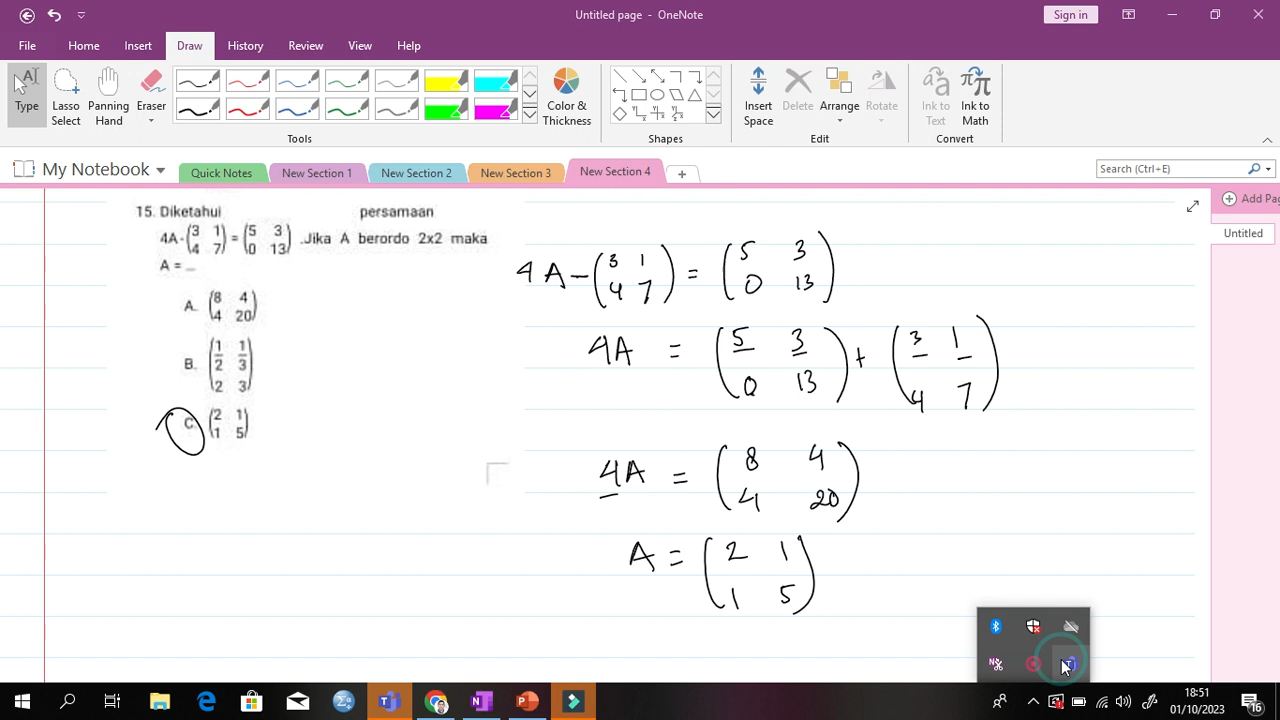 Untitled page - OneNote
Sign in
File Home Insert Draw History Review View Help
Type
Lasso Select
Panning Hand
Eraser
Color & Thickness
Insert Space
Delete
Arrange
Rotate
Ink to Text
Ink to Math
Tools
Shapes
Edit
Convert
My Notebook
Quick Notes
New Section 1
New Section 2
New Section 3
New Section 4
Search (Ctrl+E)
Add Pag
Untitled
15. Diketahui persamaan
4A-(3 1
4 7) = (5 3
0 13) .Jika A berordo 2x2 maka
A = ...
A. (8 4
4 20)
B. (1/2 1/3
2 3)
C. (2 1
1 5)
4A - (3 1
4 7) = (5 3
0 13)
4A = (5 3
0 13) + (3 1
4 7)
4A = (8 4
4 20)
A = (2 1
1 5)
18:51
01/10/2023
16